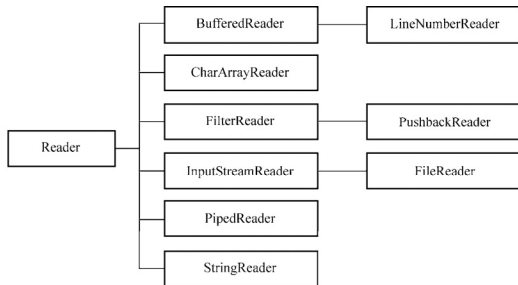 BufferedReader
LineNumberReader
CharArrayReader
FilterReader
PushbackReader
Reader
InputStreamReader
FileReader
PipedReader
StringReader